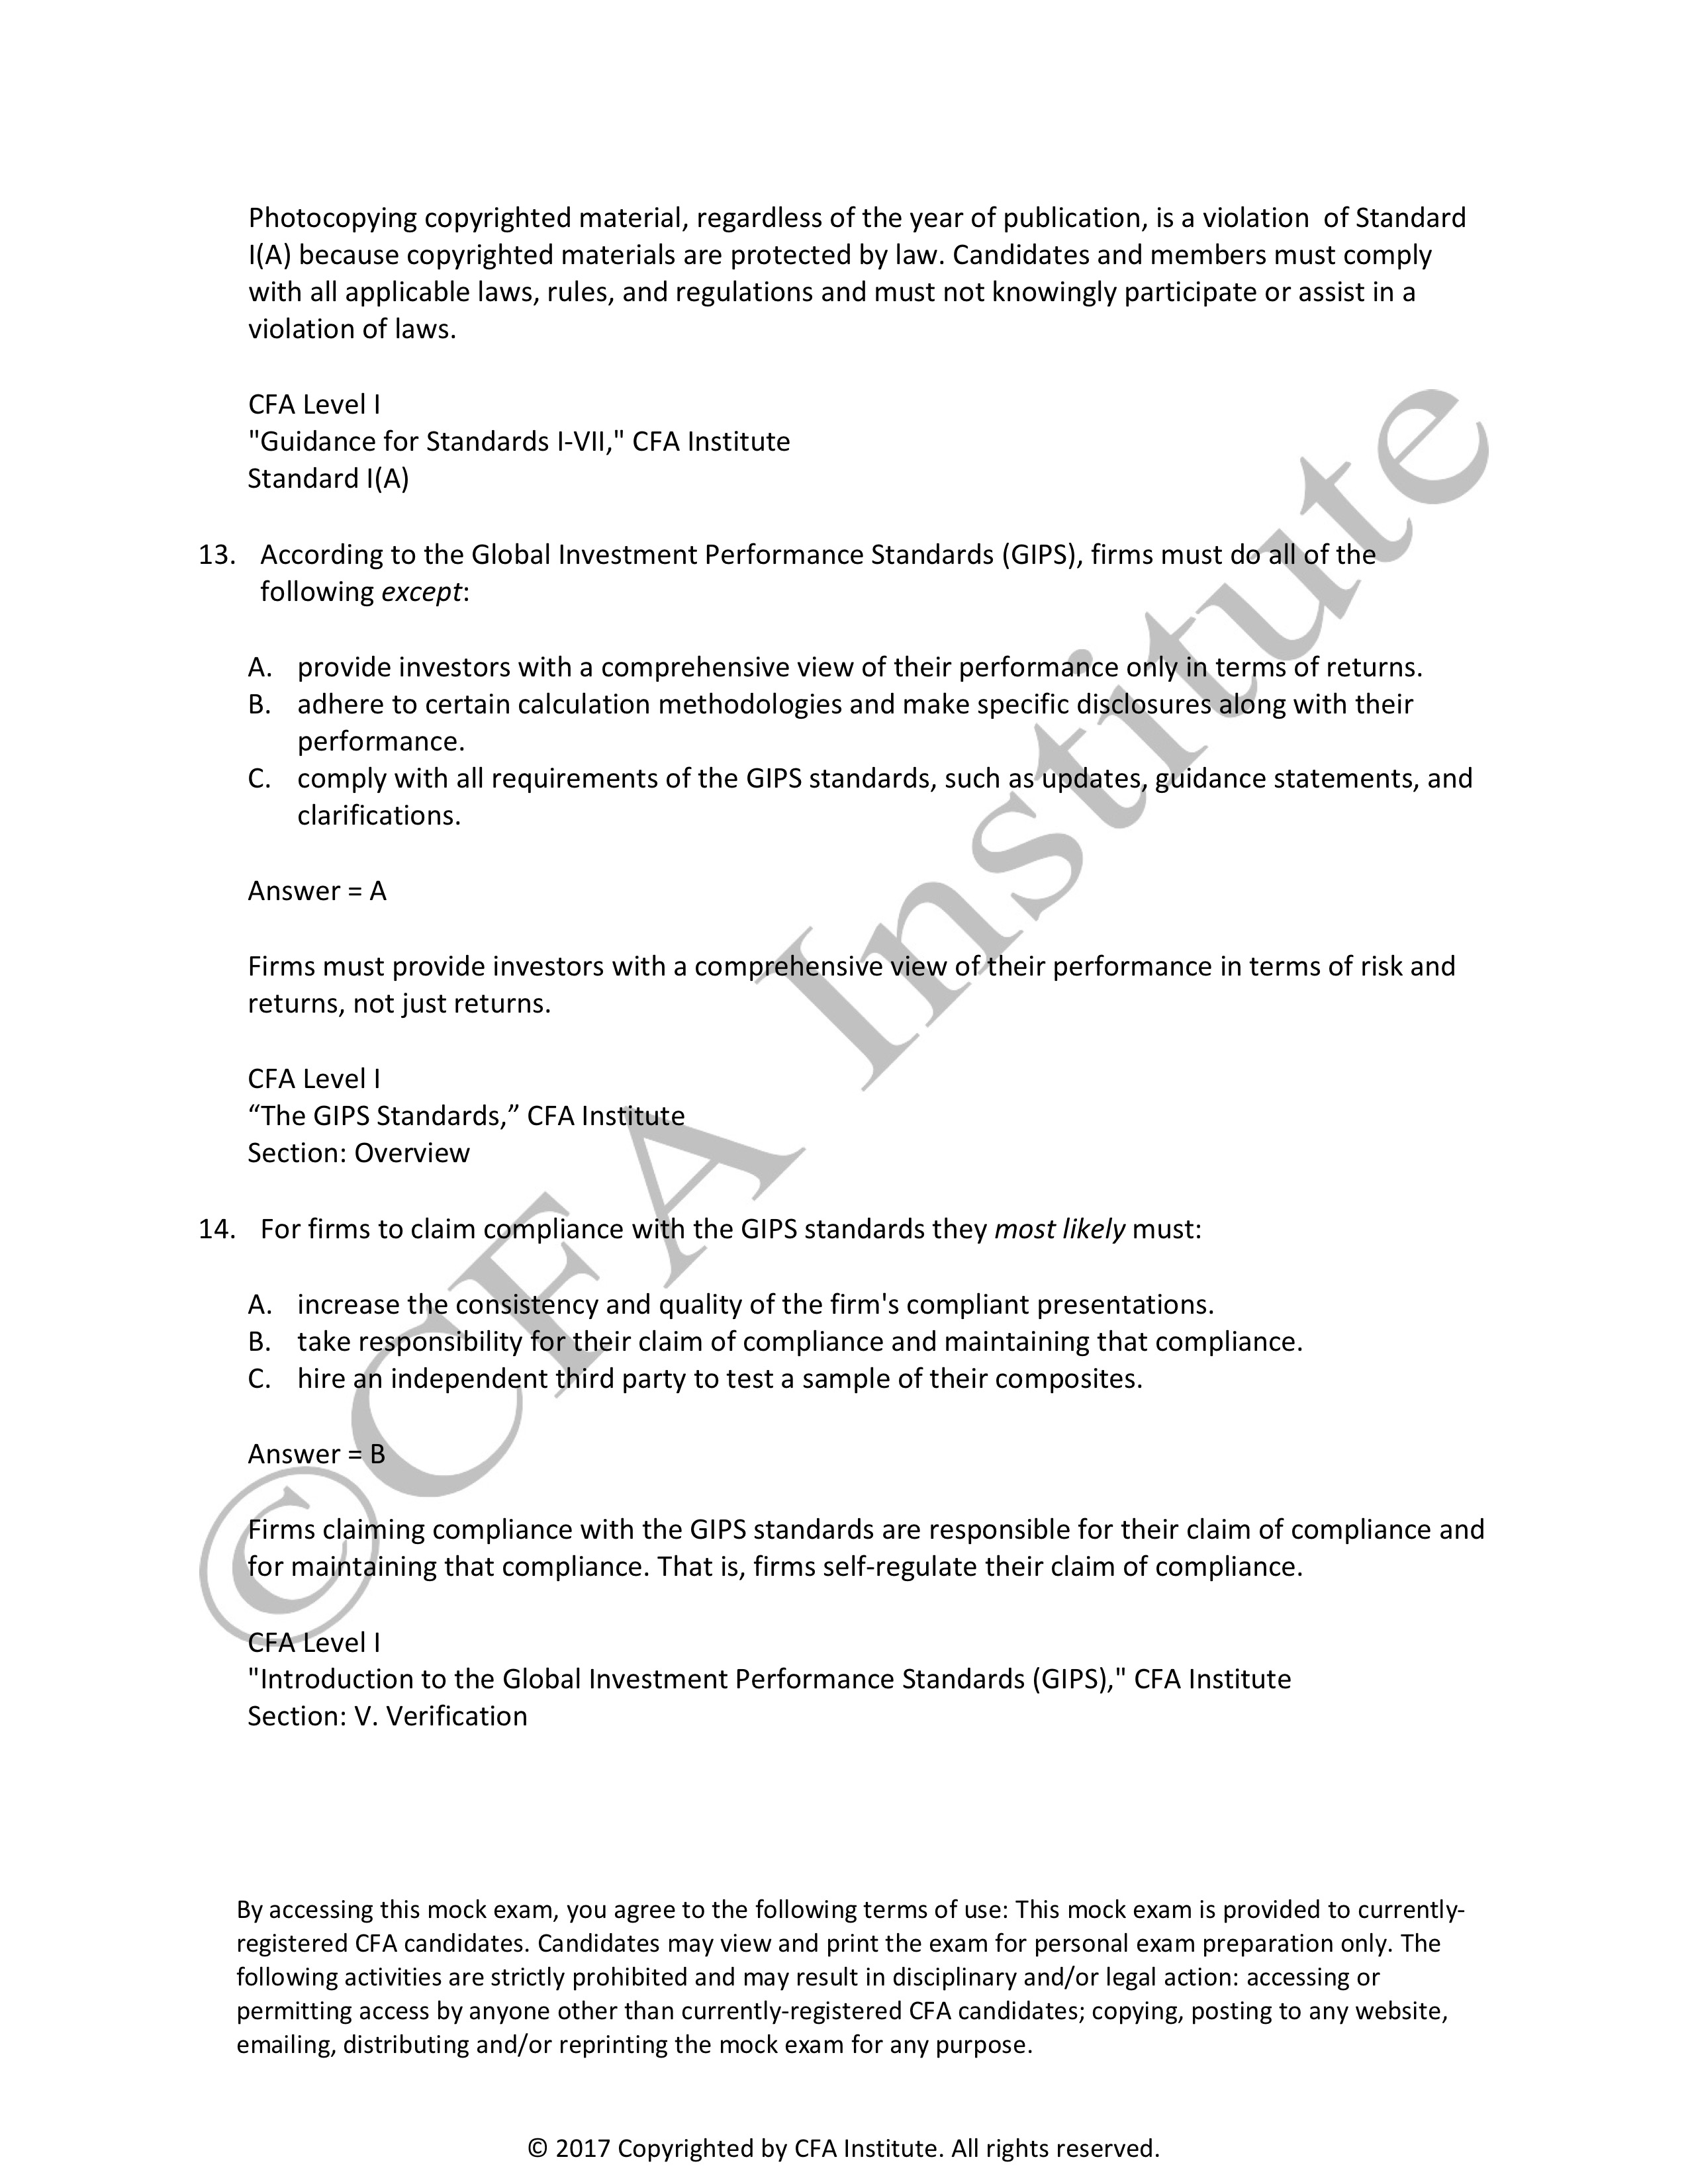 Photocopying copyrighted material, regardless of the year of publication, is a violation  of Standard
I(A) because copyrighted materials are protected by law. Candidates and members must comply
with all applicable laws, rules, and regulations and must not knowingly participate or assist in a
violation of laws.
CFA Level I
"Guidance for Standards I-VII," CFA Institute
Standard I(A)
13. According to the Global Investment Performance Standards (GIPS), firms must do all of the
following except:
A. provide investors with a comprehensive view of their performance only in terms of returns.
B. adhere to certain calculation methodologies and make specific disclosures along with their
performance.
C. comply with all requirements of the GIPS standards, such as updates, guidance statements, and
clarifications.
Answer = A
Firms must provide investors with a comprehensive view of their performance in terms of risk and
returns, not just returns.
CFA Level I
“The GIPS Standards,” CFA Institute
Section: Overview
14. For firms to claim compliance with the GIPS standards they most likely must:
A. increase the consistency and quality of the firm's compliant presentations.
B. take responsibility for their claim of compliance and maintaining that compliance.
C. hire an independent third party to test a sample of their composites.
Answer = B
Firms claiming compliance with the GIPS standards are responsible for their claim of compliance and
for maintaining that compliance. That is, firms self-regulate their claim of compliance.
CFA Level I
"Introduction to the Global Investment Performance Standards (GIPS)," CFA Institute
Section: V. Verification
By accessing this mock exam, you agree to the following terms of use: This mock exam is provided to currently-
registered CFA candidates. Candidates may view and print the exam for personal exam preparation only. The
following activities are strictly prohibited and may result in disciplinary and/or legal action: accessing or
permitting access by anyone other than currently-registered CFA candidates; copying, posting to any website,
emailing, distributing and/or reprinting the mock exam for any purpose.
© 2017 Copyrighted by CFA Institute. All rights reserved.
©CFA Institute